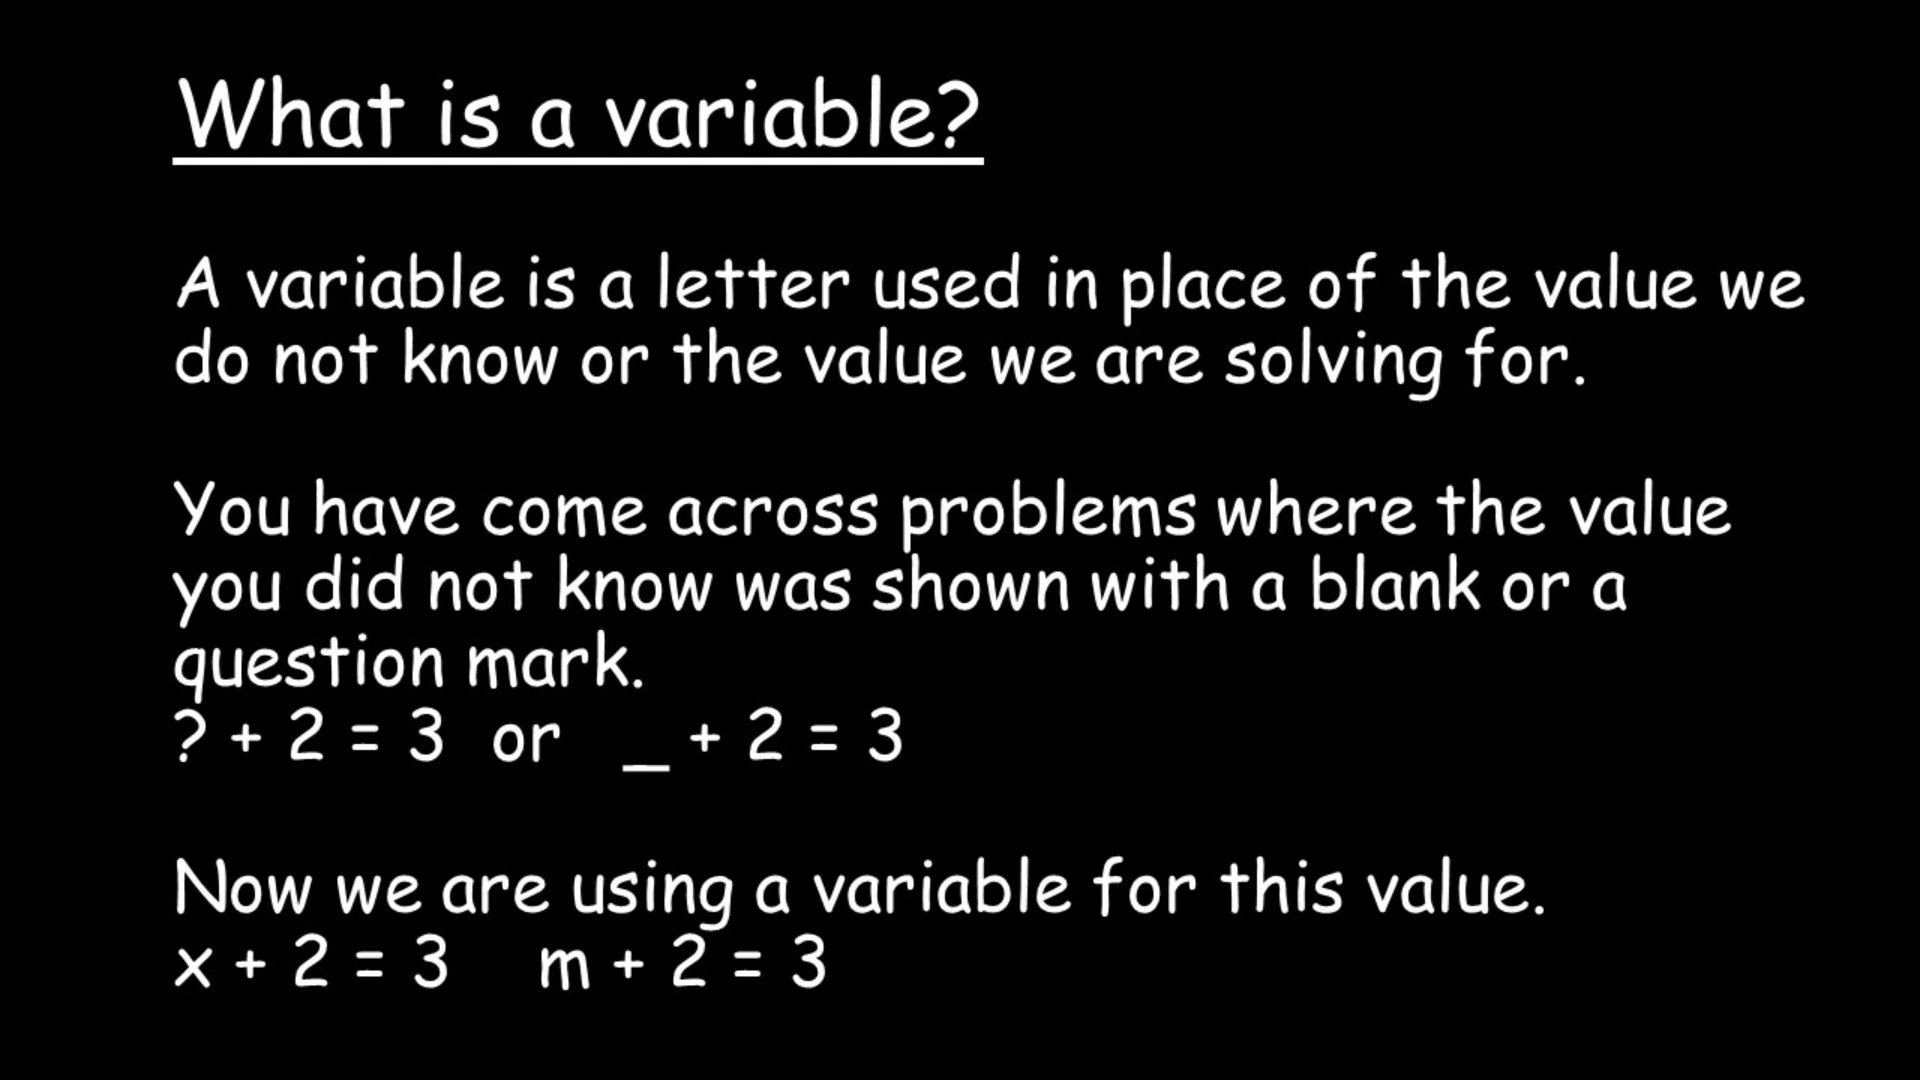 What is a variable?
A variable is a letter used in place of the value we
do not know or the value we are solving for.
You have come across problems where the value
you did not know was shown with a blank or a
question mark.
? + 2 = 3 or _ + 2 = 3
Now we are using a variable for this value.
x + 2 = 3 m + 2 = 3